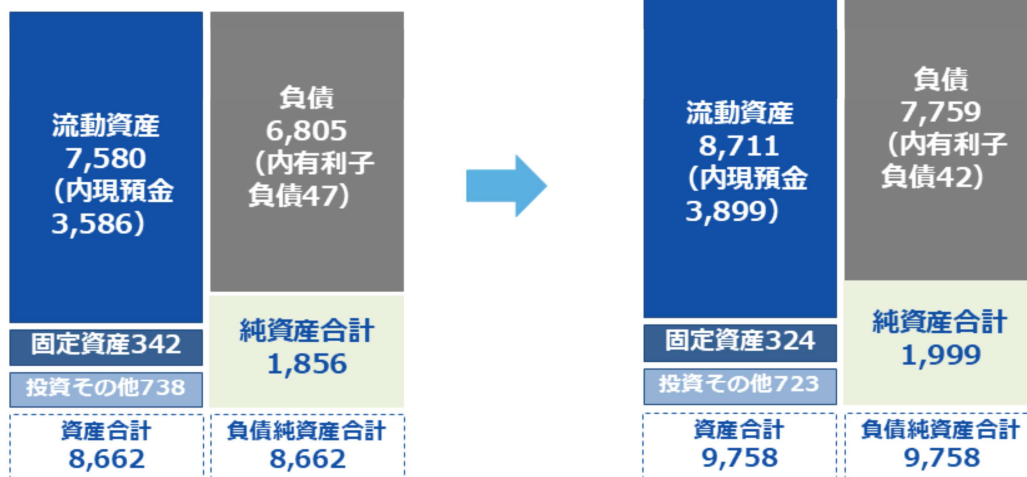 流動資産
7,580
（内現預金
3,586）
固定資産342
投資その他738
資産合計
8,662
負債
6,805
（内有利子
負債47）
純資産合計
1,856
負債純資産合計
8,662
流動資産
8,711
（内現預金
3,899）
固定資産324
投資その他723
資産合計
9,758
負債
7,759
（内有利子
負債42）
純資産合計
1,999
負債純資産合計
9,758